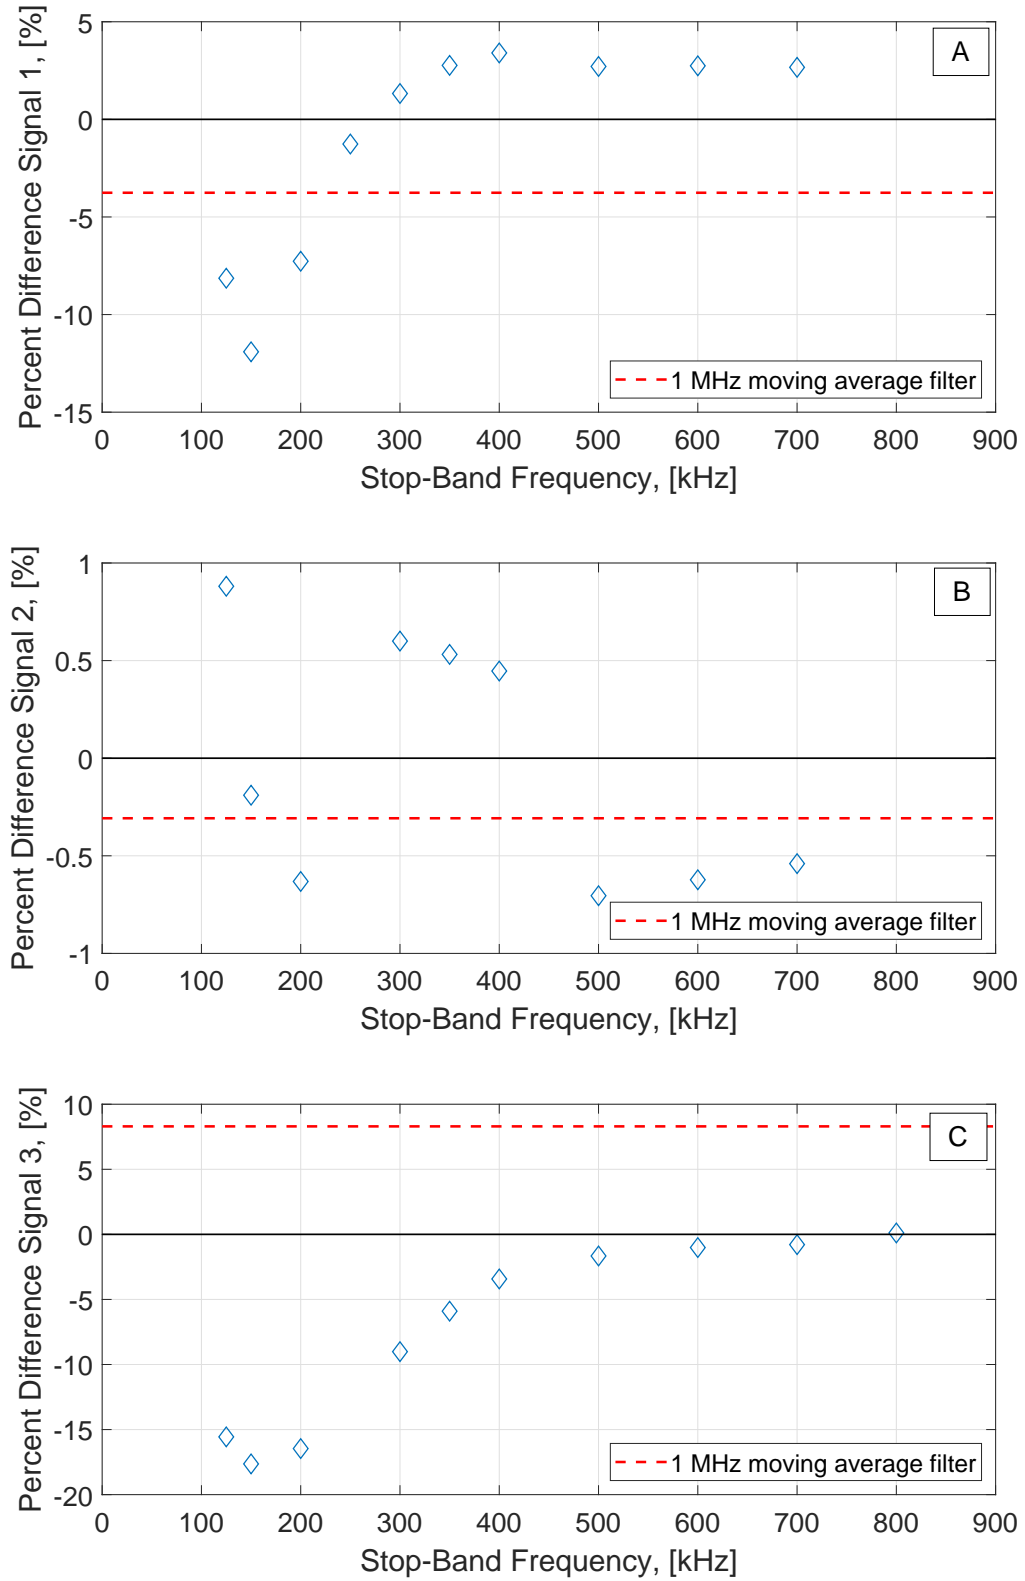 Percent Difference Signal 1, [%]
5
0
-5
-10
-15
A
1 MHz moving average filter
0 100 200 300 400 500 600 700 800 900
Stop-Band Frequency, [kHz]
Percent Difference Signal 2, [%]
1
0.5
0
-0.5
-1
B
1 MHz moving average filter
0 100 200 300 400 500 600 700 800 900
Stop-Band Frequency, [kHz]
Percent Difference Signal 3, [%]
10
5
0
-5
-10
-15
-20
C
1 MHz moving average filter
0 100 200 300 400 500 600 700 800 900
Stop-Band Frequency, [kHz]